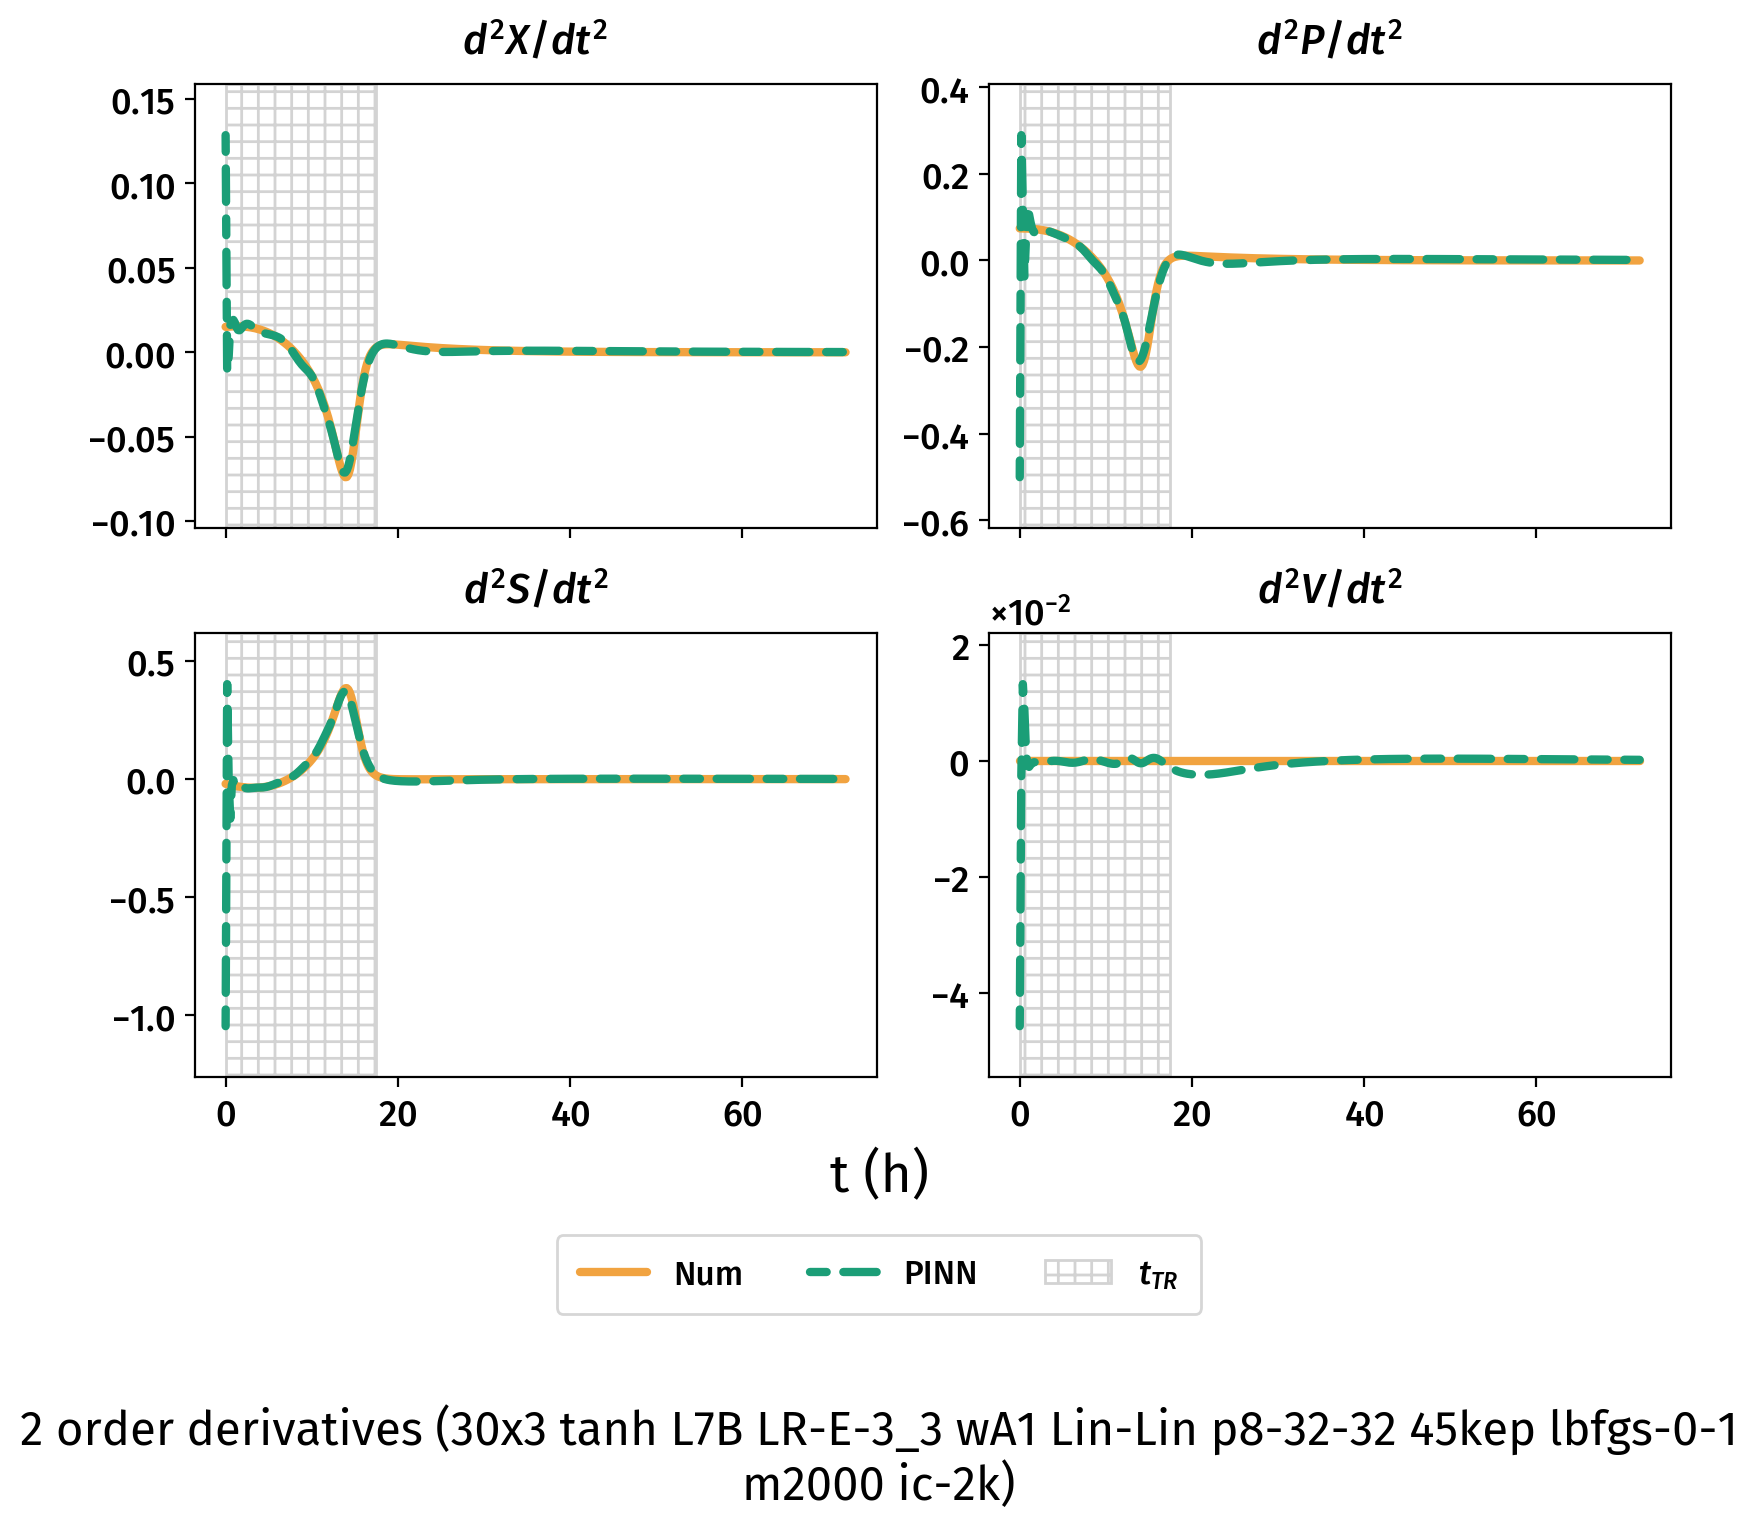 d²X/dt²
d²P/dt²
0.15
0.10
0.05
0.00
−0.05
−0.10
0.4
0.2
0.0
−0.2
−0.4
−0.6
d²S/dt²
d²V/dt²
×10⁻²
0.5
0.0
−0.5
−1.0
2
0
−2
−4
0 20 40 60
0 20 40 60
t (h)
Num PINN t_TR
2 order derivatives (30x3 tanh L7B LR-E-3_3 wA1 Lin-Lin p8-32-32 45kep lbfgs-0-1
m2000 ic-2k)